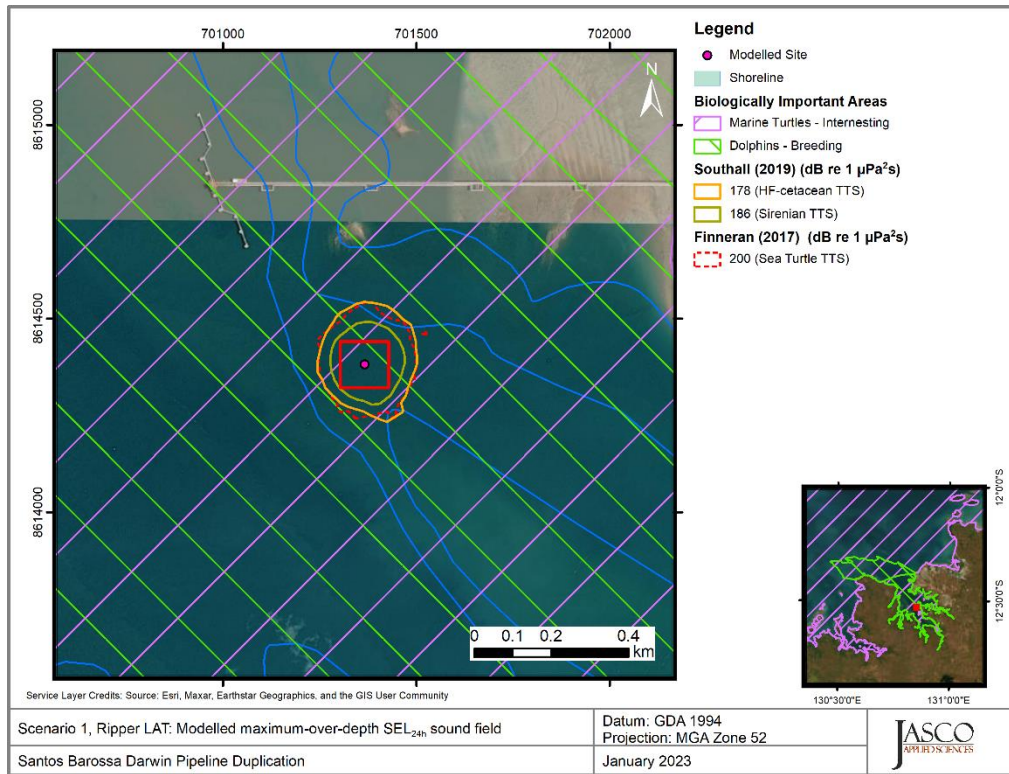 701000 701500 702000
8615000
8614500
8614000
N
0 0.1 0.2 0.4
km
Legend
Modelled Site
Shoreline
Biologically Important Areas
Marine Turtles - Internesting
Dolphins - Breeding
Southall (2019) (dB re 1 µPa²s)
178 (HF-cetacean TTS)
186 (Sirenian TTS)
Finneran (2017) (dB re 1 µPa²s)
200 (Sea Turtle TTS)
12°0'0"S
12°30'0"S
130°30'0"E 131°0'0"E
Service Layer Credits: Source: Esri, Maxar, Earthstar Geographics, and the GIS User Community
Scenario 1, Ripper LAT: Modelled maximum-over-depth SEL24h sound field
Datum: GDA 1994
Projection: MGA Zone 52
Santos Barossa Darwin Pipeline Duplication
January 2023
JASCO
APPLIED SCIENCES